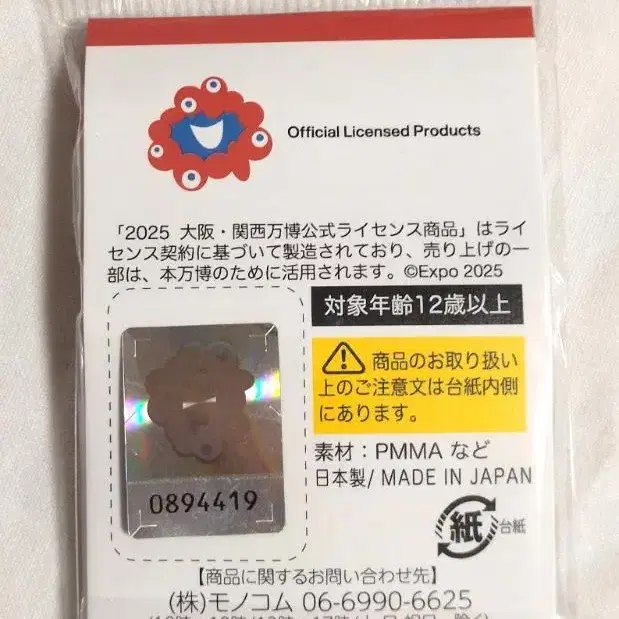 Official Licensed Products
「2025 大阪・関西万博公式ライセンス商品」はライ
センス契約に基づいて製造されており、売り上げの一
部は、本万博のために活用されます。©Expo 2025
対象年齢12歳以上
商品のお取り扱い
上のご注意文は台紙内側
にあります。
素材：PMMA など
日本製/ MADE IN JAPAN
0894419
紙 台紙
【商品に関するお問い合わせ先】
(株)モノコム 06-6990-6625